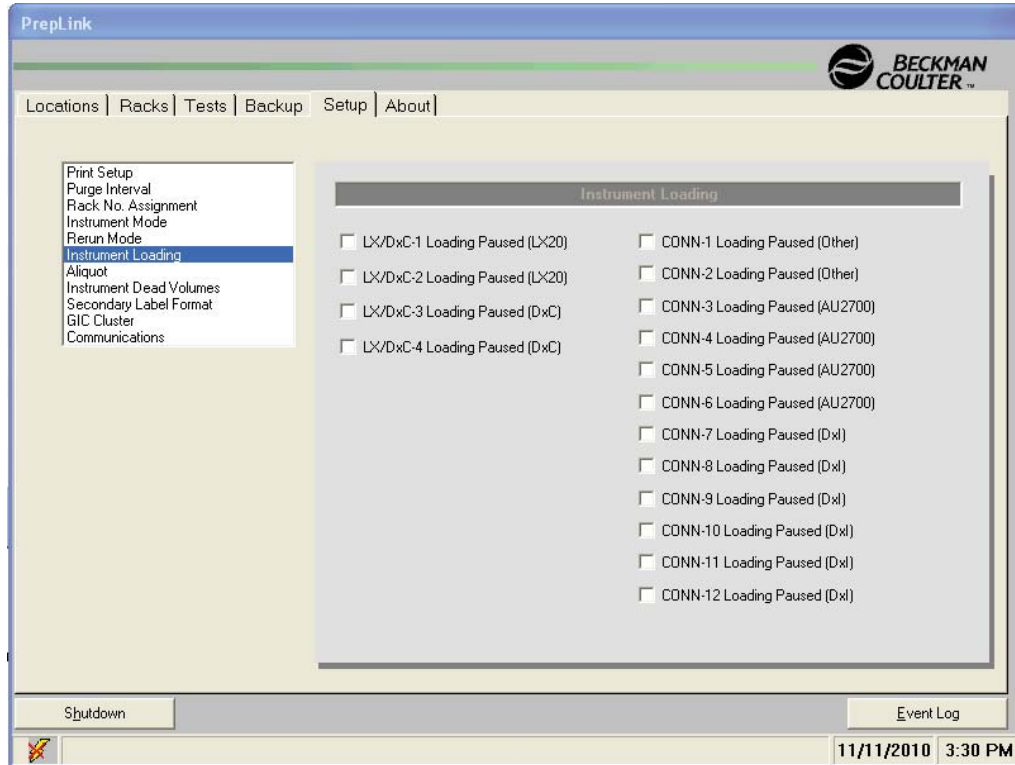 PrepLink
BECKMAN
COULTER™
Locations Racks Tests Backup Setup About
Print Setup
Purge Interval
Rack No. Assignment
Instrument Mode
Rerun Mode
Instrument Loading
Aliquot
Instrument Dead Volumes
Secondary Label Format
GIC Cluster
Communications
Instrument Loading
LX/DxC-1 Loading Paused (LX20)
LX/DxC-2 Loading Paused (LX20)
LX/DxC-3 Loading Paused (DxC)
LX/DxC-4 Loading Paused (DxC)
CONN-1 Loading Paused (Other)
CONN-2 Loading Paused (Other)
CONN-3 Loading Paused (AU2700)
CONN-4 Loading Paused (AU2700)
CONN-5 Loading Paused (AU2700)
CONN-6 Loading Paused (AU2700)
CONN-7 Loading Paused (DxI)
CONN-8 Loading Paused (DxI)
CONN-9 Loading Paused (DxI)
CONN-10 Loading Paused (DxI)
CONN-11 Loading Paused (DxI)
CONN-12 Loading Paused (DxI)
Shutdown
Event Log
11/11/2010 3:30 PM